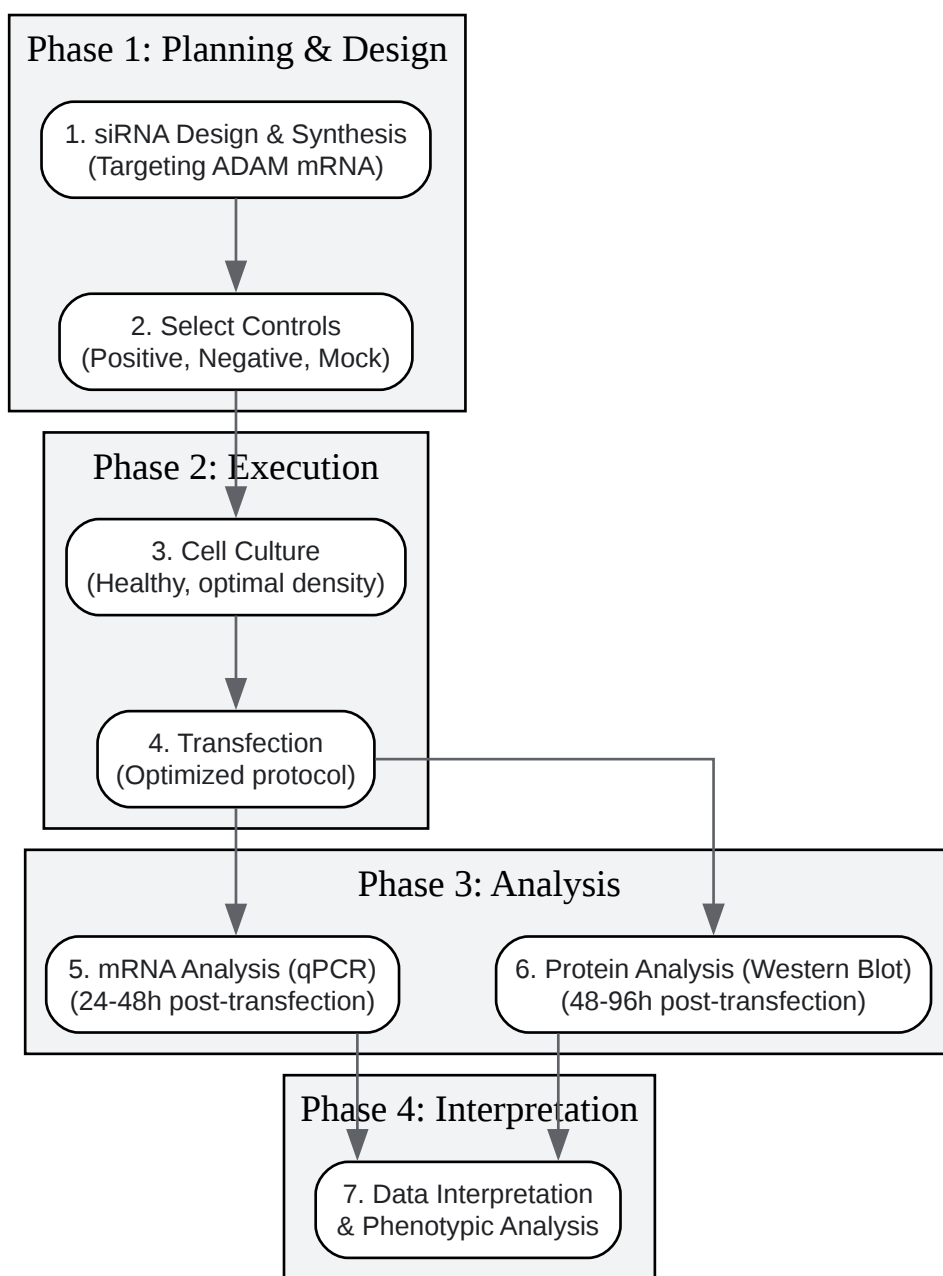 Phase 1: Planning & Design
1. siRNA Design & Synthesis
(Targeting ADAM mRNA)
2. Select Controls
(Positive, Negative, Mock)
Phase 2: Execution
3. Cell Culture
(Healthy, optimal density)
4. Transfection
(Optimized protocol)
Phase 3: Analysis
5. mRNA Analysis (qPCR)
(24-48h post-transfection)
6. Protein Analysis (Western Blot)
(48-96h post-transfection)
Phase 4: Interpretation
7. Data Interpretation
& Phenotypic Analysis